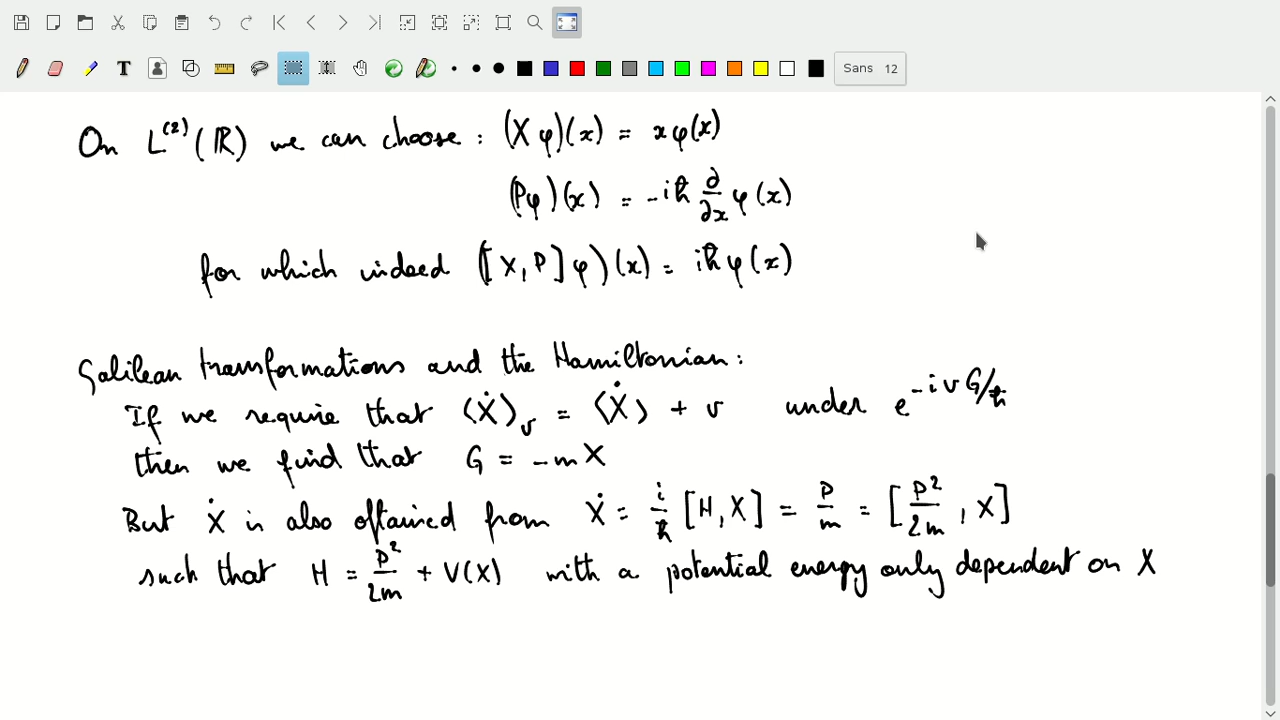 Sans 12
On L⁽²⁾(ℝ) we can choose : (Xφ)(x) = xφ(x)
(Pφ)(x) = -iħ ∂/∂x φ(x)
for which indeed ([X,P]φ)(x) = iħφ(x)
Galilean transformations and the Hamiltonian:
If we require that ⟨Ẋ⟩ᵥ = ⟨Ẋ⟩ + v under e^{-ivG/ħ}
then we find that G = -mX
But Ẋ is also obtained from Ẋ = i/ħ [H,X] = P/m = [P²/2m , X]
such that H = P²/2m + V(X) with a potential energy only dependent on X